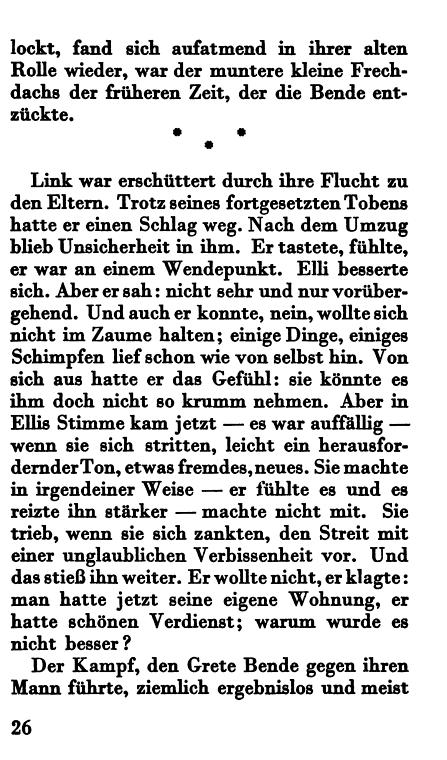 lockt, fand sich aufatmend in ihrer alten
Rolle wieder, war der muntere kleine Frech-
dachs der früheren Zeit, der die Bende ent-
zückte.
* *
*
Link war erschüttert durch ihre Flucht zu
den Eltern. Trotz seines fortgesetzten Tobens
hatte er einen Schlag weg. Nach dem Umzug
blieb Unsicherheit in ihm. Er tastete, fühlte,
er war an einem Wendepunkt. Elli besserte
sich. Aber er sah: nicht sehr und nur vorüber-
gehend. Und auch er konnte, nein, wollte sich
nicht im Zaume halten; einige Dinge, einiges
Schimpfen lief schon wie von selbst hin. Von
sich aus hatte er das Gefühl: sie könnte es
ihm doch nicht so krumm nehmen. Aber in
Ellis Stimme kam jetzt — es war auffällig —
wenn sie sich stritten, leicht ein herausfor-
dernder Ton, etwas fremdes, neues. Sie machte
in irgendeiner Weise — er fühlte es und es
reizte ihn stärker — machte nicht mit. Sie
trieb, wenn sie sich zankten, den Streit mit
einer unglaublichen Verbissenheit vor. Und
das stieß ihn weiter. Er wollte nicht, er klagte:
man hatte jetzt seine eigene Wohnung, er
hatte schönen Verdienst; warum wurde es
nicht besser?
Der Kampf, den Grete Bende gegen ihren
Mann führte, ziemlich ergebnislos und meist
26